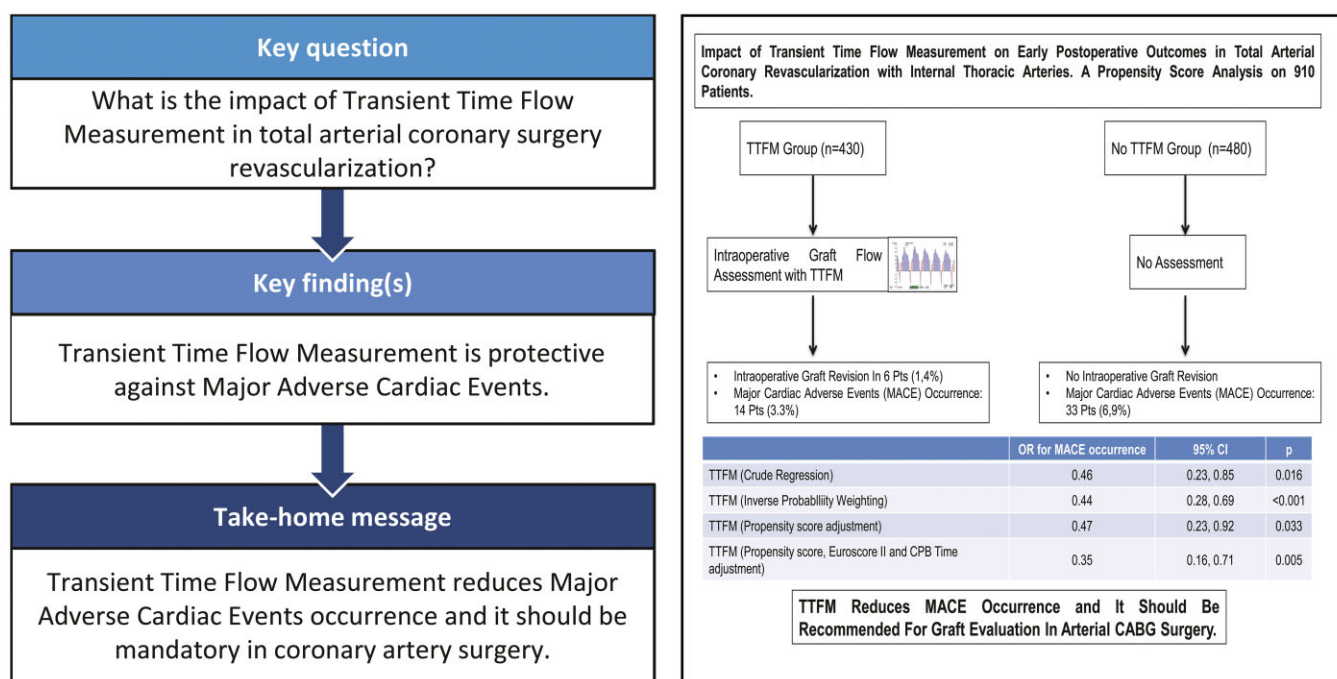 Key question
What is the impact of Transient Time Flow
Measurement in total arterial coronary surgery
revascularization?
Key finding(s)
Transient Time Flow Measurement is protective
against Major Adverse Cardiac Events.
Take-home message
Transient Time Flow Measurement reduces Major
Adverse Cardiac Events occurrence and it should be
mandatory in coronary artery surgery.
Impact of Transient Time Flow Measurement on Early Postoperative Outcomes in Total Arterial
Coronary Revascularization with Internal Thoracic Arteries. A Propensity Score Analysis on 910
Patients.
TTFM Group (n=430)
No TTFM Group (n=480)
Intraoperative Graft Flow
Assessment with TTFM
No Assessment
• Intraoperative Graft Revision In 6 Pts (1,4%)
• Major Cardiac Adverse Events (MACE) Occurrence:
14 Pts (3.3%)
• No Intraoperative Graft Revision
• Major Cardiac Adverse Events (MACE) Occurrence:
33 Pts (6,9%)
OR for MACE occurrence 95% CI p
TTFM (Crude Regression) 0.46 0.23, 0.85 0.016
TTFM (Inverse Probablliity Weighting) 0.44 0.28, 0.69 <0.001
TTFM (Propensity score adjustment) 0.47 0.23, 0.92 0.033
TTFM (Propensity score, Euroscore II and CPB Time
adjustment) 0.35 0.16, 0.71 0.005
TTFM Reduces MACE Occurrence and It Should Be
Recommended For Graft Evaluation In Arterial CABG Surgery.